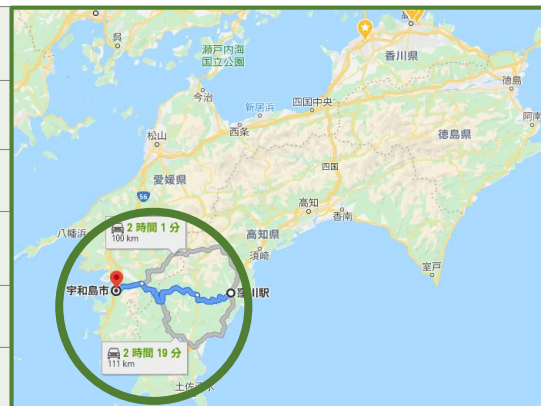 呉
瀬戸内海
国立公園
香川県
今治
新居浜
四国中央
徳島
西条
松山
阿南
徳島県
四国
愛媛県
56
高知
香南
八幡浜
2 時間 1 分
100 km
高知県
須崎
室戸
宇和島市
窪川駅
2 時間 19 分
111 km